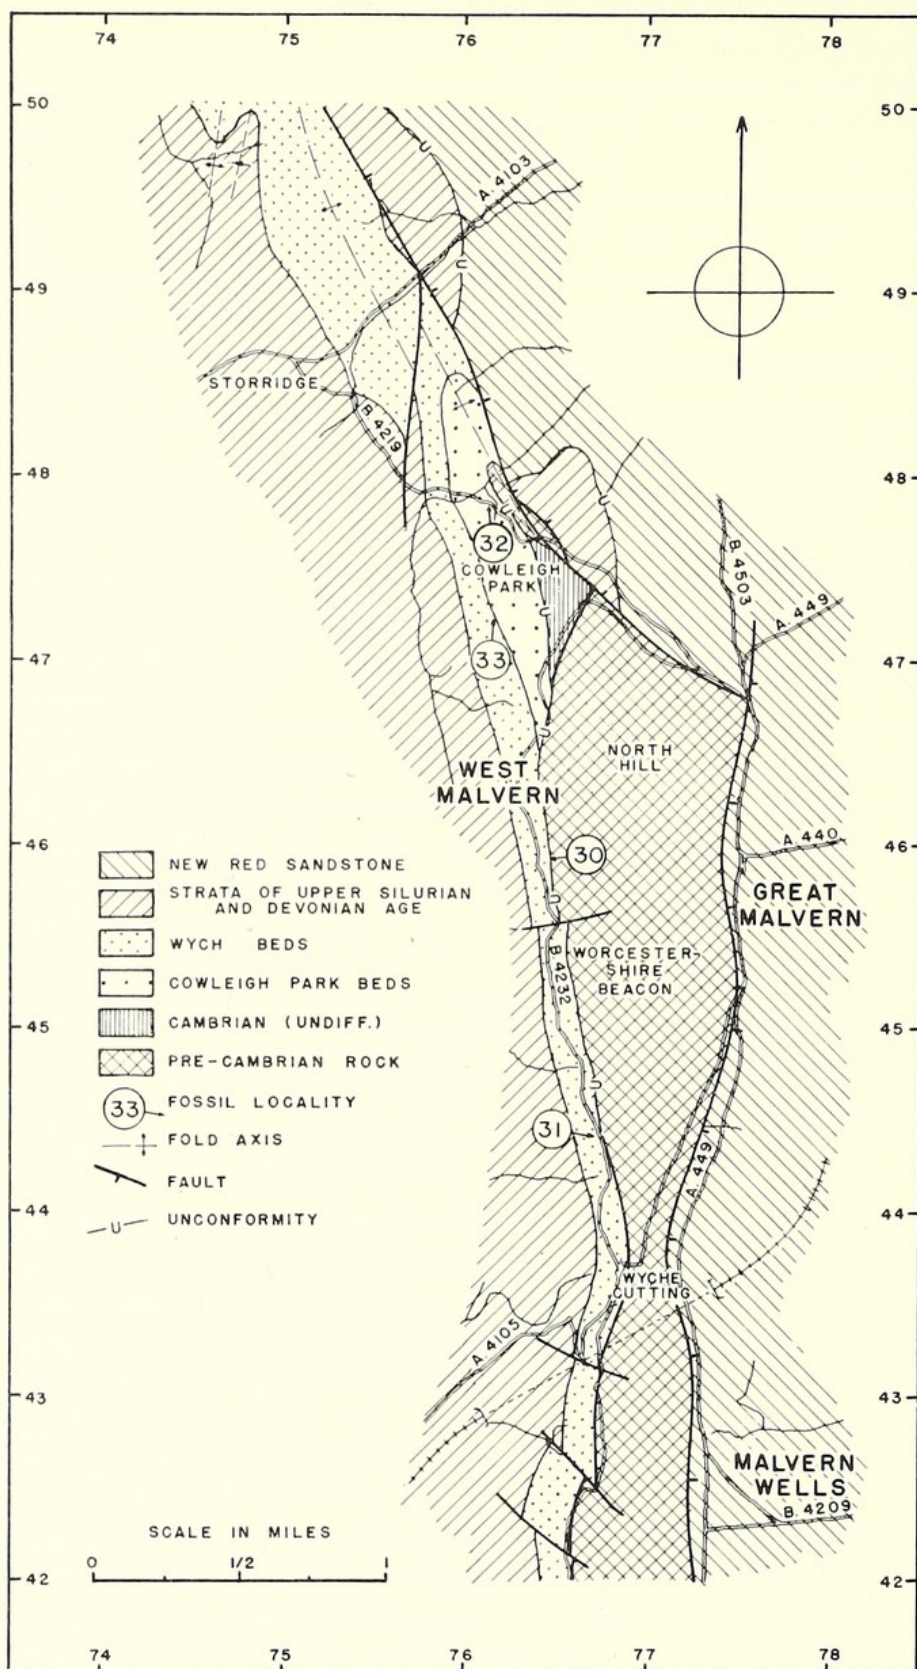 74 75 76 77 78
50 50
A. 4103
U
U
49 49
U
STORRIDGE
B 4219
48 48
U
U
32
COWLEIGH
PARK
B. 4503
A. 449
U
47 47
33
U
NORTH
HILL
WEST
MALVERN
46 46
30
A. 440
GREAT
MALVERN
U
WORCESTER-
SHIRE
BEACON
B. 4232
NEW RED SANDSTONE
STRATA OF UPPER SILURIAN
AND DEVONIAN AGE
WYCH BEDS
COWLEIGH PARK BEDS
CAMBRIAN (UNDIFF.)
PRE-CAMBRIAN ROCK
33 FOSSIL LOCALITY
FOLD AXIS
FAULT
U UNCONFORMITY
45 45
U
31
A. 449
44 44
WYCHE
CUTTING
A. 4105
43 43
MALVERN
WELLS
B. 4209
SCALE IN MILES
0 1/2 1
42 42
74 75 76 77 78